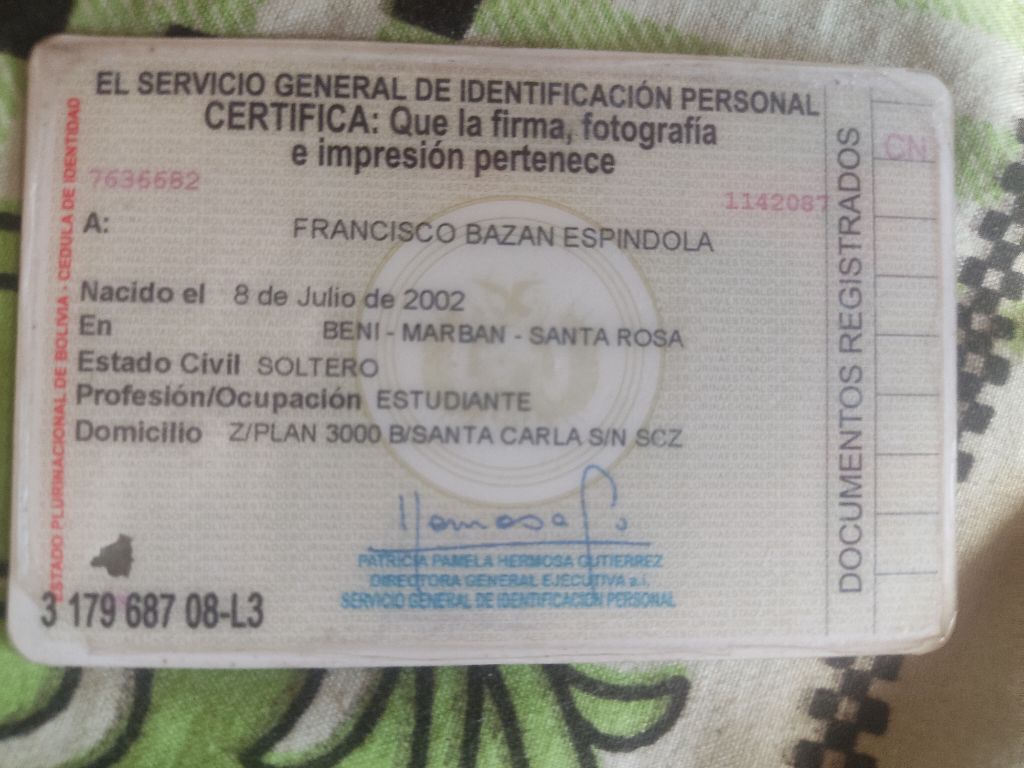 EL SERVICIO GENERAL DE IDENTIFICACIÓN PERSONAL
CERTIFICA: Que la firma, fotografía
e impresión pertenece
7636682
1142087
A: FRANCISCO BAZAN ESPINDOLA
Nacido el 8 de Julio de 2002
En BENI - MARBAN - SANTA ROSA
Estado Civil SOLTERO
Profesión/Ocupación ESTUDIANTE
Domicilio Z/PLAN 3000 B/SANTA CARLA S/N SCZ
PATRICIA PAMELA HERMOSA GUTIERREZ
DIRECTORA GENERAL EJECUTIVA a.i.
SERVICIO GENERAL DE IDENTIFICACIÓN PERSONAL
3 179 687 08-L3
ESTADO PLURINACIONAL DE BOLIVIA - CEDULA DE IDENTIDAD
DOCUMENTOS REGISTRADOS
CN